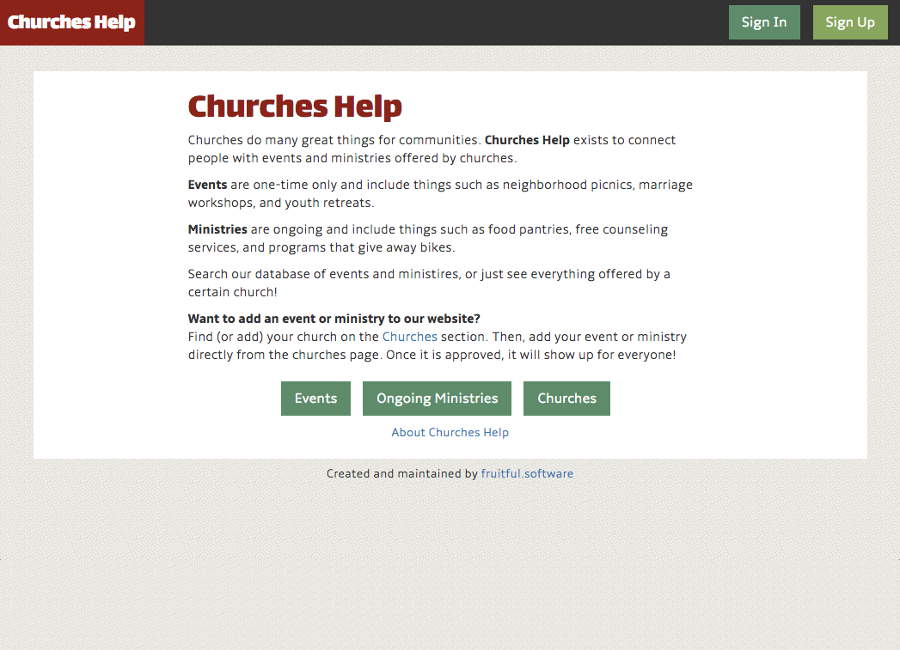 Churches Help
Sign In
Sign Up
Churches Help
Churches do many great things for communities. Churches Help exists to connect
people with events and ministries offered by churches.
Events are one-time only and include things such as neighborhood picnics, marriage
workshops, and youth retreats.
Ministries are ongoing and include things such as food pantries, free counseling
services, and programs that give away bikes.
Search our database of events and ministires, or just see everything offered by a
certain church!
Want to add an event or ministry to our website?
Find (or add) your church on the Churches section. Then, add your event or ministry
directly from the churches page. Once it is approved, it will show up for everyone!
Events
Ongoing Ministries
Churches
About Churches Help
Created and maintained by fruitful.software